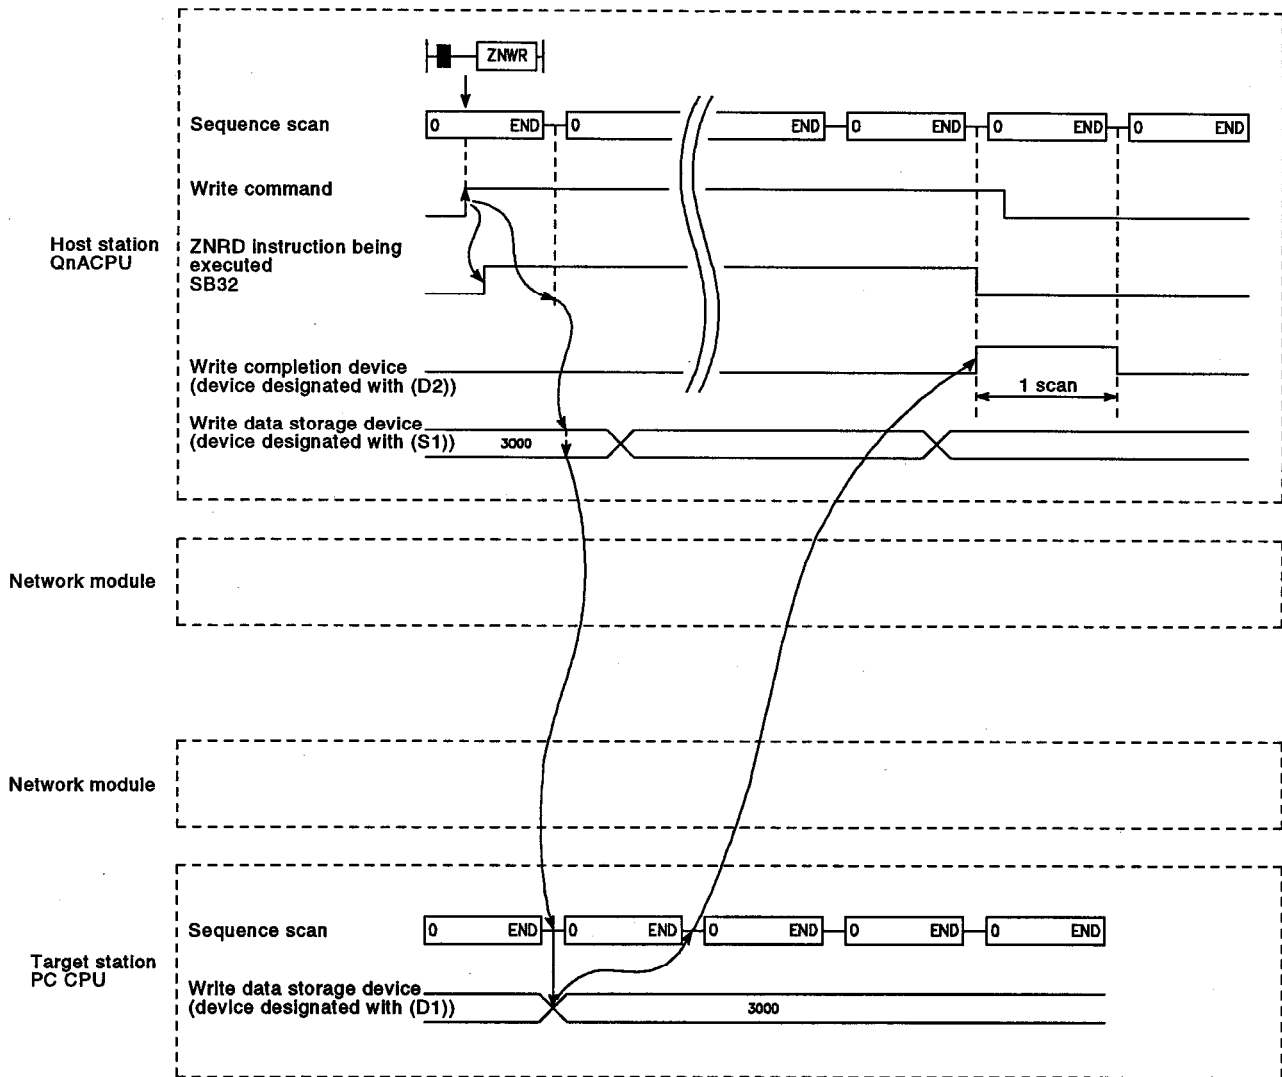 ZNWR
Sequence scan
0 END 0 END 0 END 0 END 0 END
Write command
Host station
QnACPU
ZNRD instruction being
executed
SB32
Write completion device
(device designated with (D2))
1 scan
Write data storage device
(device designated with (S1))
3000
Network module
Network module
Sequence scan
0 END 0 END 0 END 0 END 0 END
Target station
PC CPU
Write data storage device
(device designated with (D1))
3000